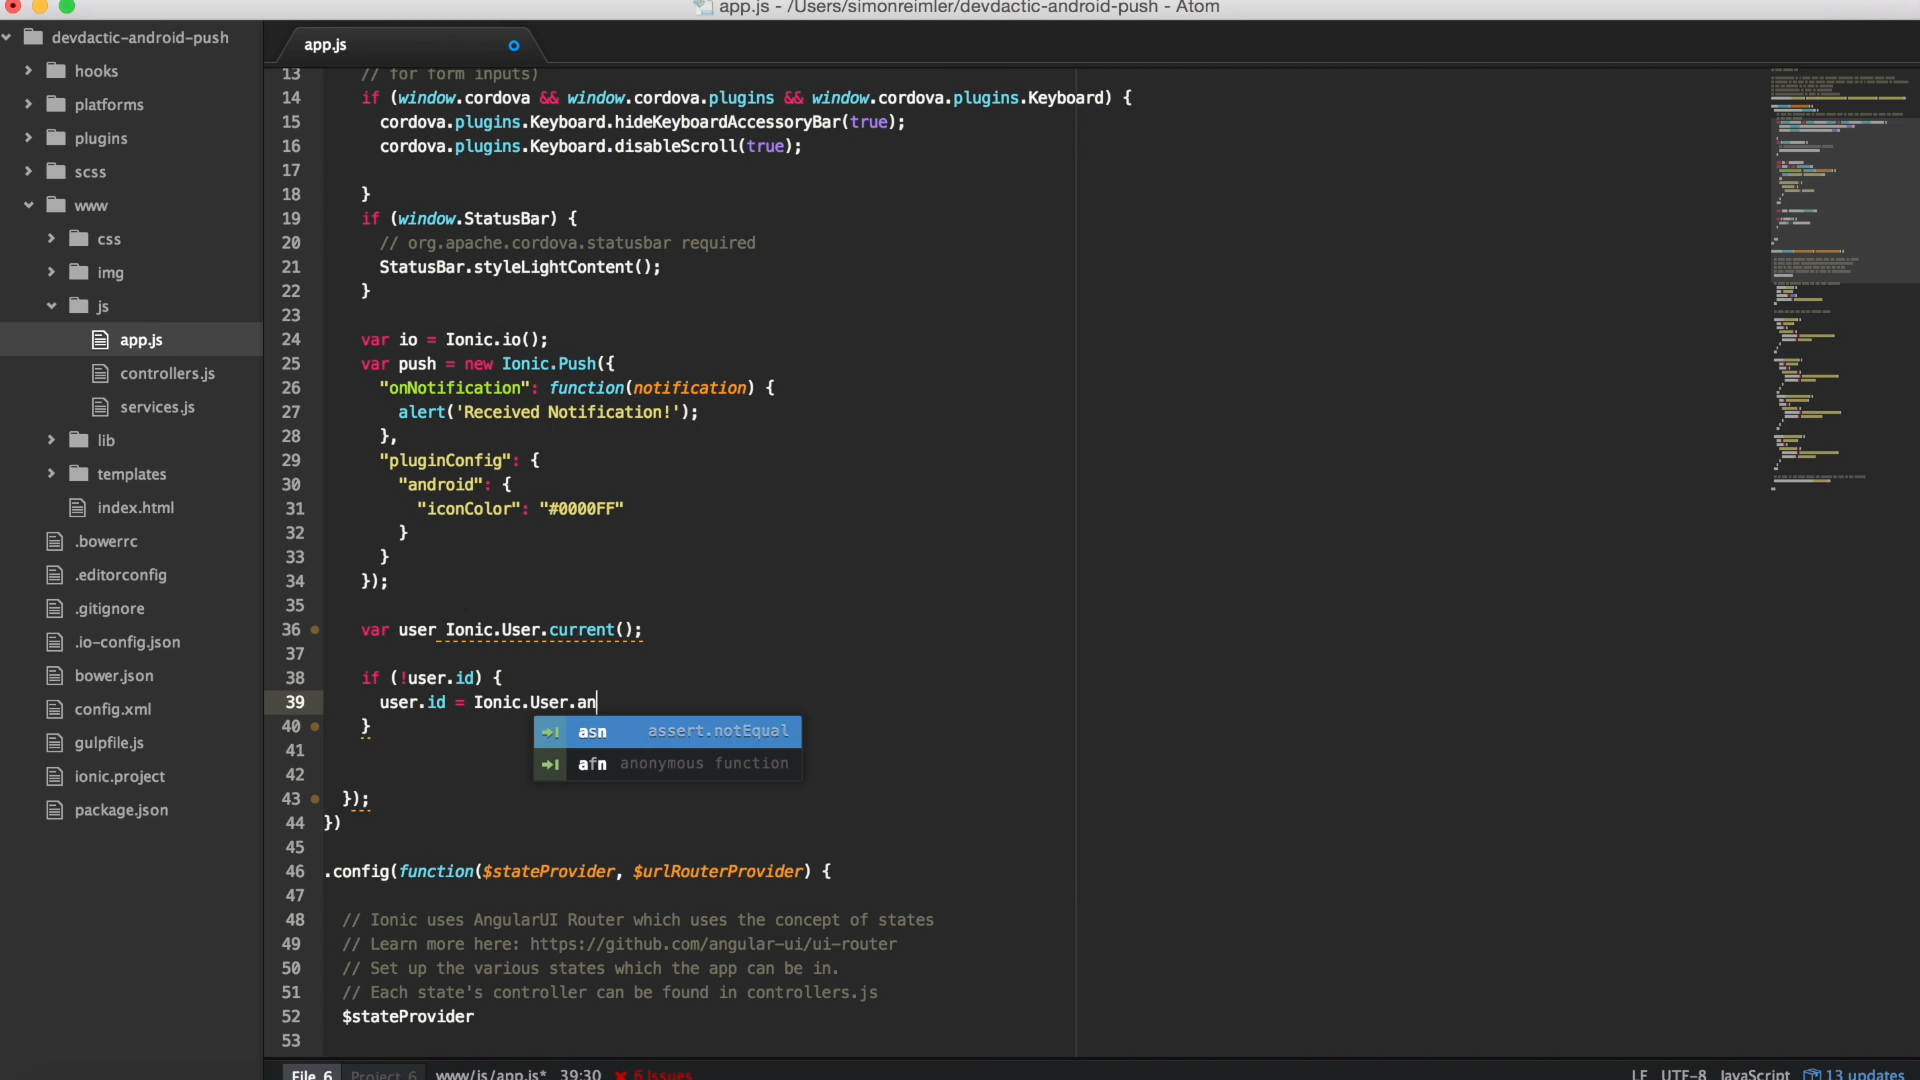 app.js - /Users/simonreimler/devdactic-android-push - Atom
devdactic-android-push
hooks
platforms
plugins
scss
www
css
img
js
app.js
controllers.js
services.js
lib
templates
index.html
.bowerrc
.editorconfig
.gitignore
.io-config.json
bower.json
config.xml
gulpfile.js
ionic.project
package.json
app.js
13 // for form inputs)
14 if (window.cordova && window.cordova.plugins && window.cordova.plugins.Keyboard) {
15 cordova.plugins.Keyboard.hideKeyboardAccessoryBar(true);
16 cordova.plugins.Keyboard.disableScroll(true);
17
18 }
19 if (window.StatusBar) {
20 // org.apache.cordova.statusbar required
21 StatusBar.styleLightContent();
22 }
23
24 var io = Ionic.io();
25 var push = new Ionic.Push({
26 "onNotification": function(notification) {
27 alert('Received Notification!');
28 },
29 "pluginConfig": {
30 "android": {
31 "iconColor": "#0000FF"
32 }
33 }
34 });
35
36 var user Ionic.User.current();
37
38 if (!user.id) {
39 user.id = Ionic.User.an
asn assert.notEqual
40 }
afn anonymous function
41
42
43 });
44 })
45
46 .config(function($stateProvider, $urlRouterProvider) {
47
48 // Ionic uses AngularUI Router which uses the concept of states
49 // Learn more here: https://github.com/angular-ui/ui-router
50 // Set up the various states which the app can be in.
51 // Each state's controller can be found in controllers.js
52 $stateProvider
53
File 6 Project 6 www/js/app.js* 39:30 6 Issues LF UTF-8 JavaScript 13 updates